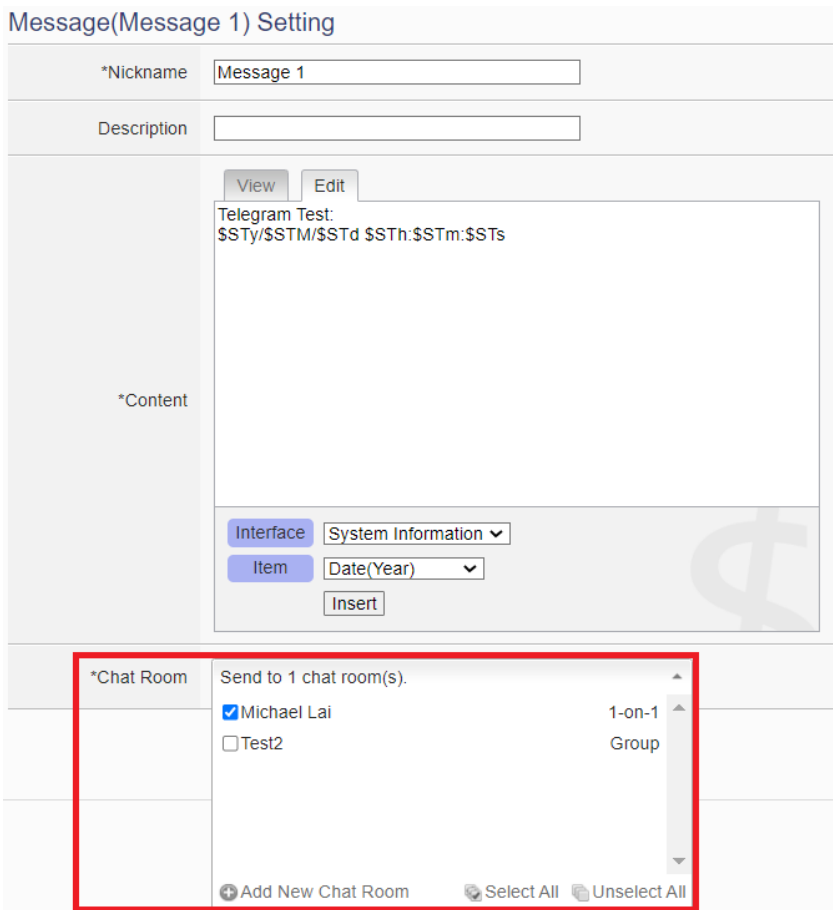 Message(Message 1) Setting
*Nickname Message 1
Description
View Edit
Telegram Test:
$STy/$STM/$STd $STh:$STm:$STs
*Content
Interface System Information
Item Date(Year)
Insert
$
*Chat Room Send to 1 chat room(s).
Michael Lai 1-on-1
Test2 Group
Add New Chat Room Select All Unselect All